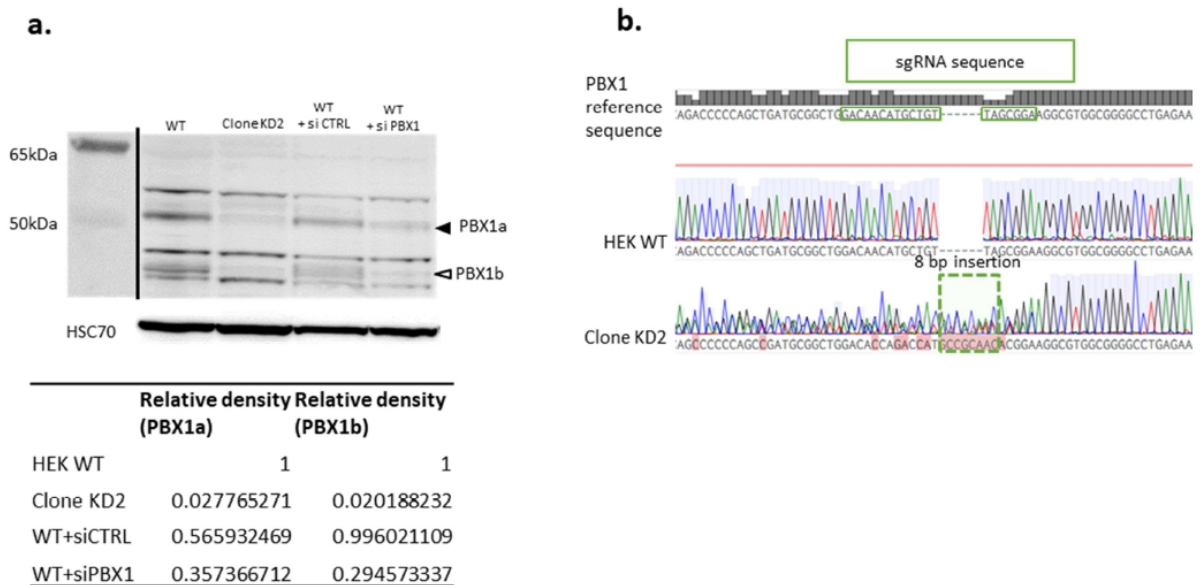 a.
WT
Clone KD2
WT
+ si CTRL
WT
+ si PBX1
65kDa
50kDa
PBX1a
PBX1b
HSC70
Relative density Relative density
(PBX1a) (PBX1b)
HEK WT 1 1
Clone KD2 0.027765271 0.020188232
WT+siCTRL 0.565932469 0.996021109
WT+siPBX1 0.357366712 0.294573337
b.
sgRNA sequence
PBX1
reference
sequence
AGACCCCCAGCTGATGCGGCTGGACAACATGCTGT------TAGCGGAAGGCGTGGCGGGGCCTGAGAA
HEK WT
AGACCCCCAGCTGATGCGGCTGGACAACATGCTGT------TAGCGGAAGGCGTGGCGGGGCCTGAGAA
8 bp insertion
Clone KD2